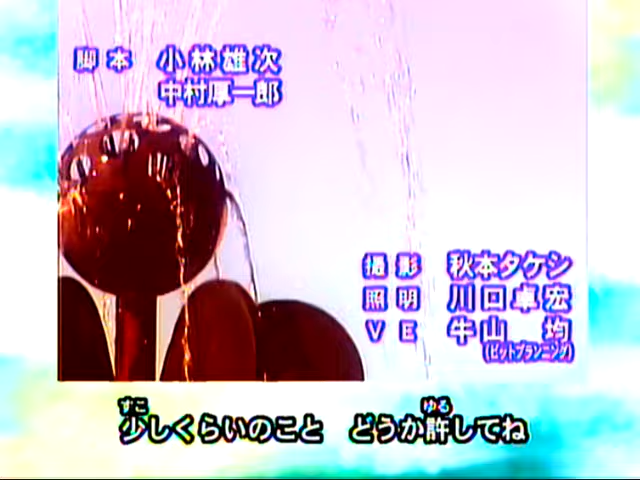 脚本 小林雄次
中村厚一郎
撮影 秋本タケシ
照明 川口卓宏
VE 牛山 均
(ビットプランニング)
すこ ゆる
少しくらいのこと どうか許してね